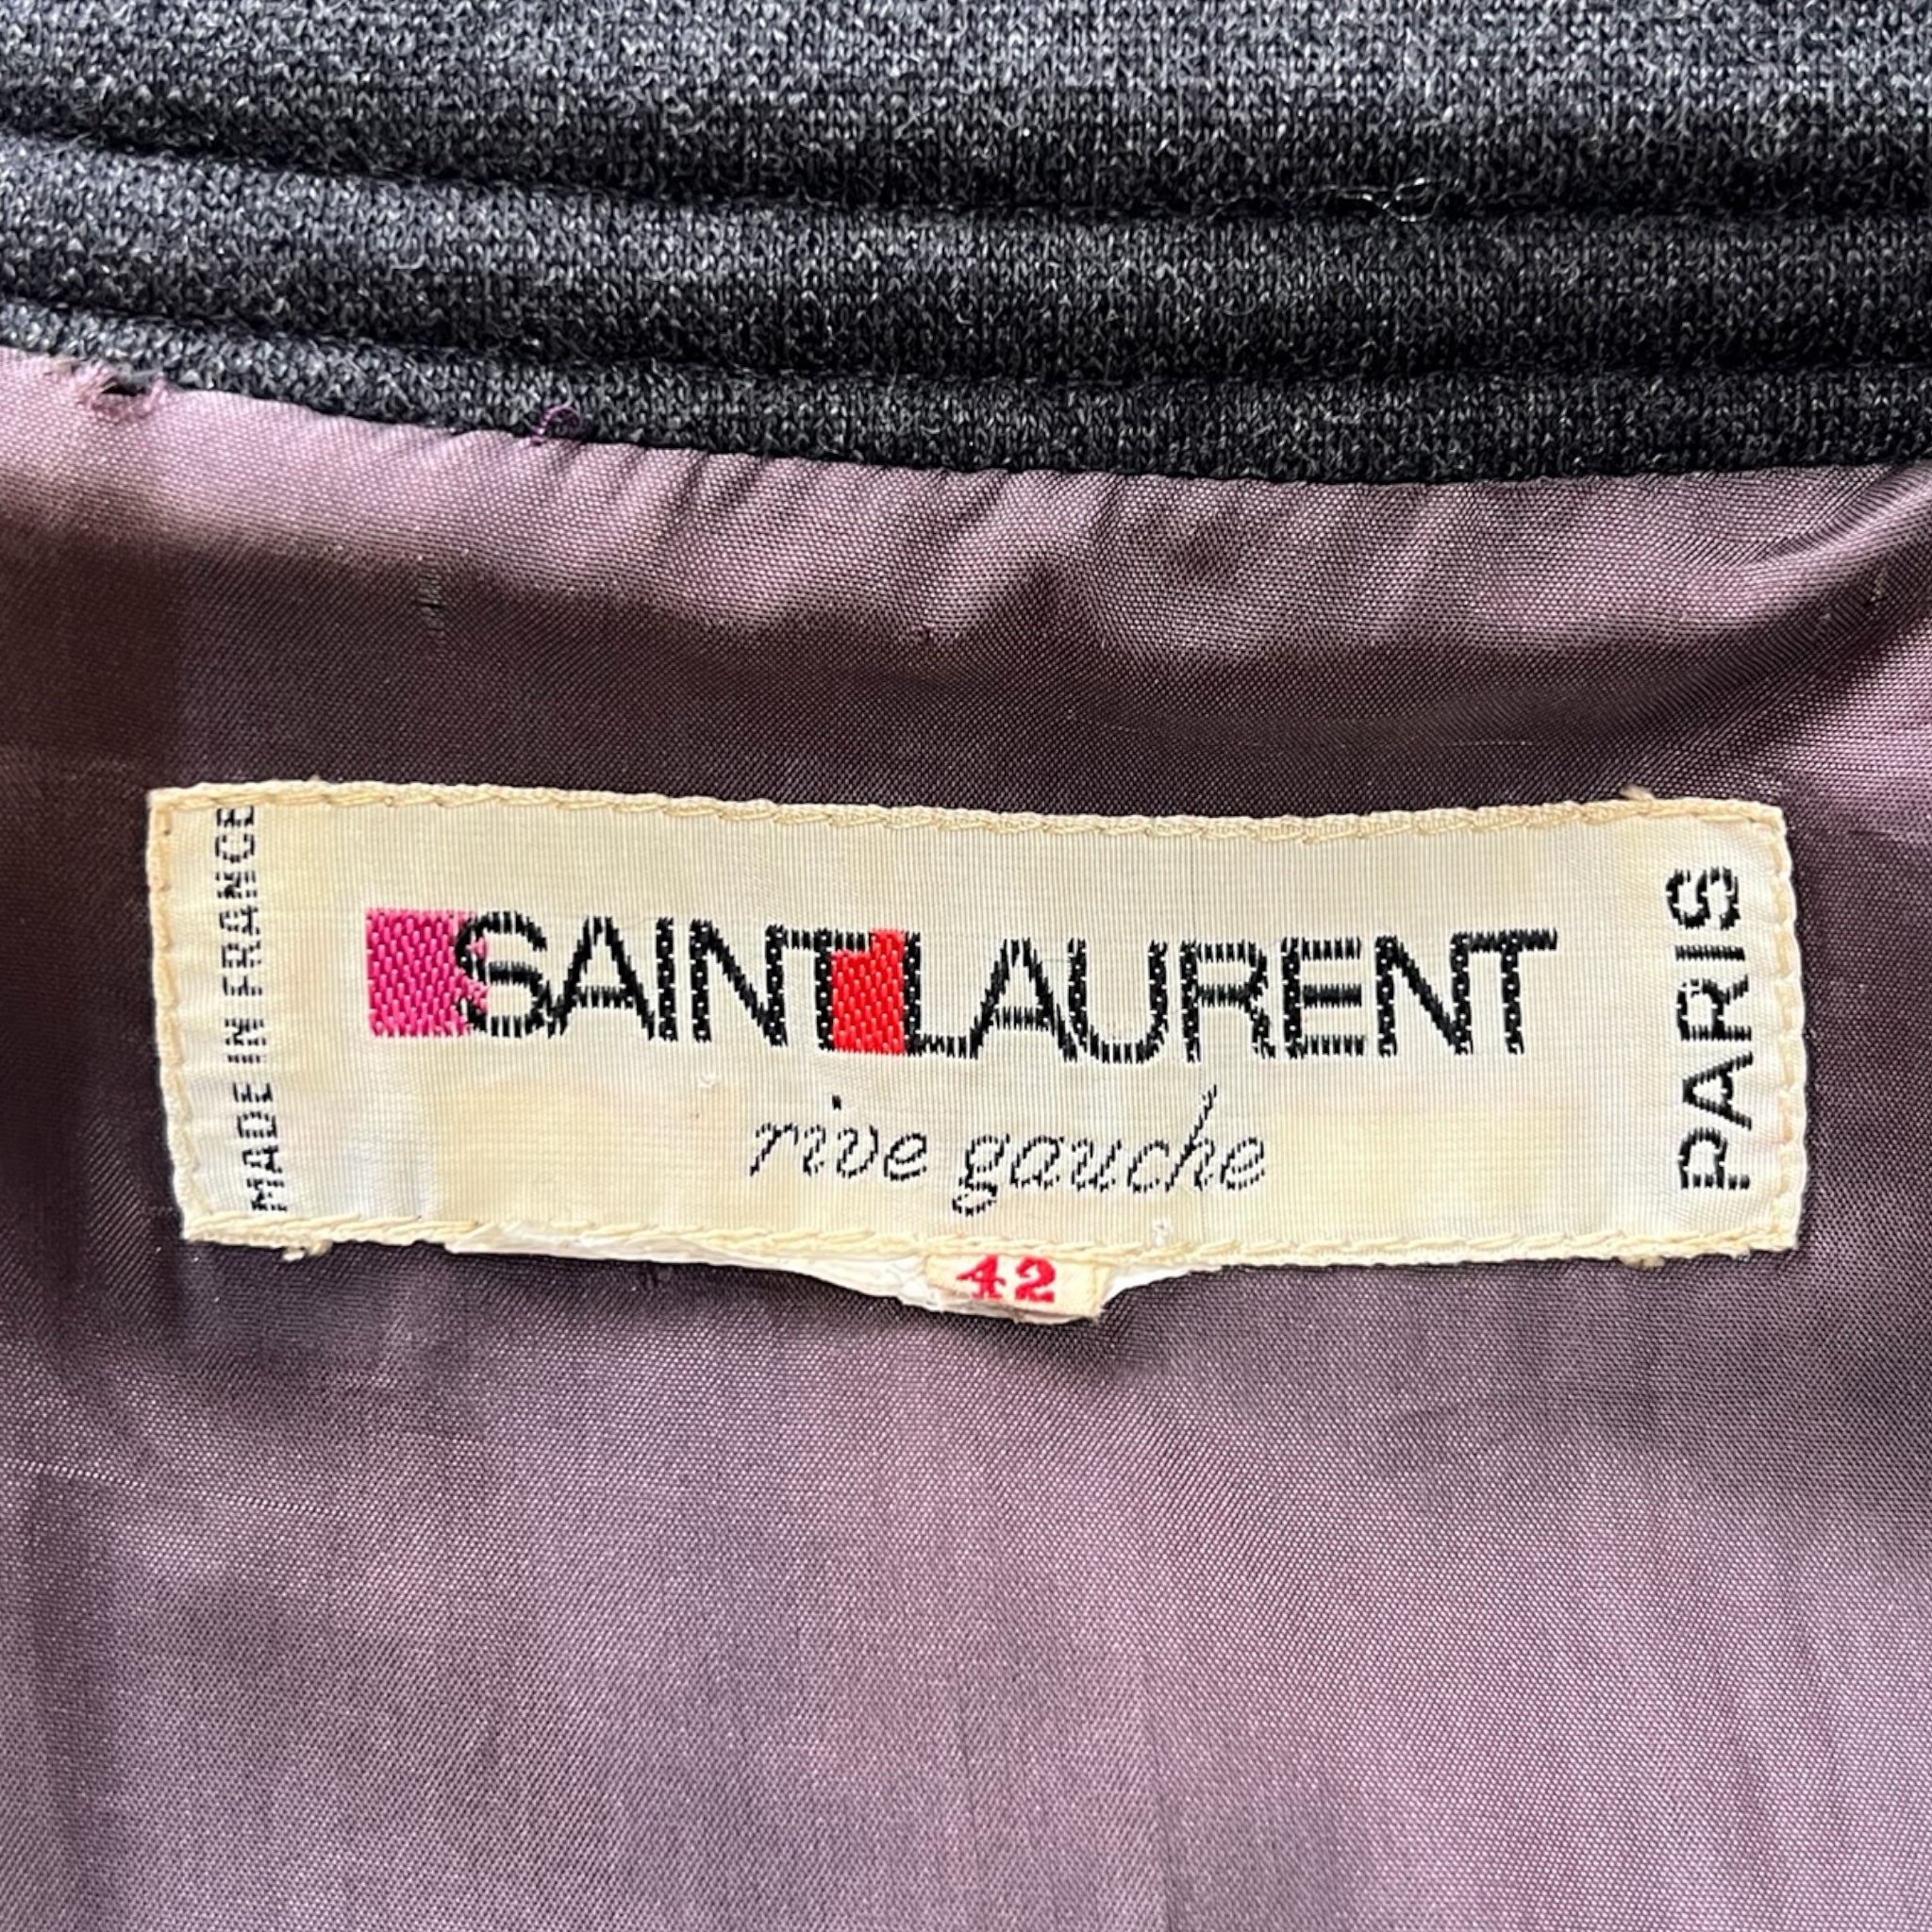 MADE IN FRANCE
SAINT LAURENT
rive gauche
PARIS
42